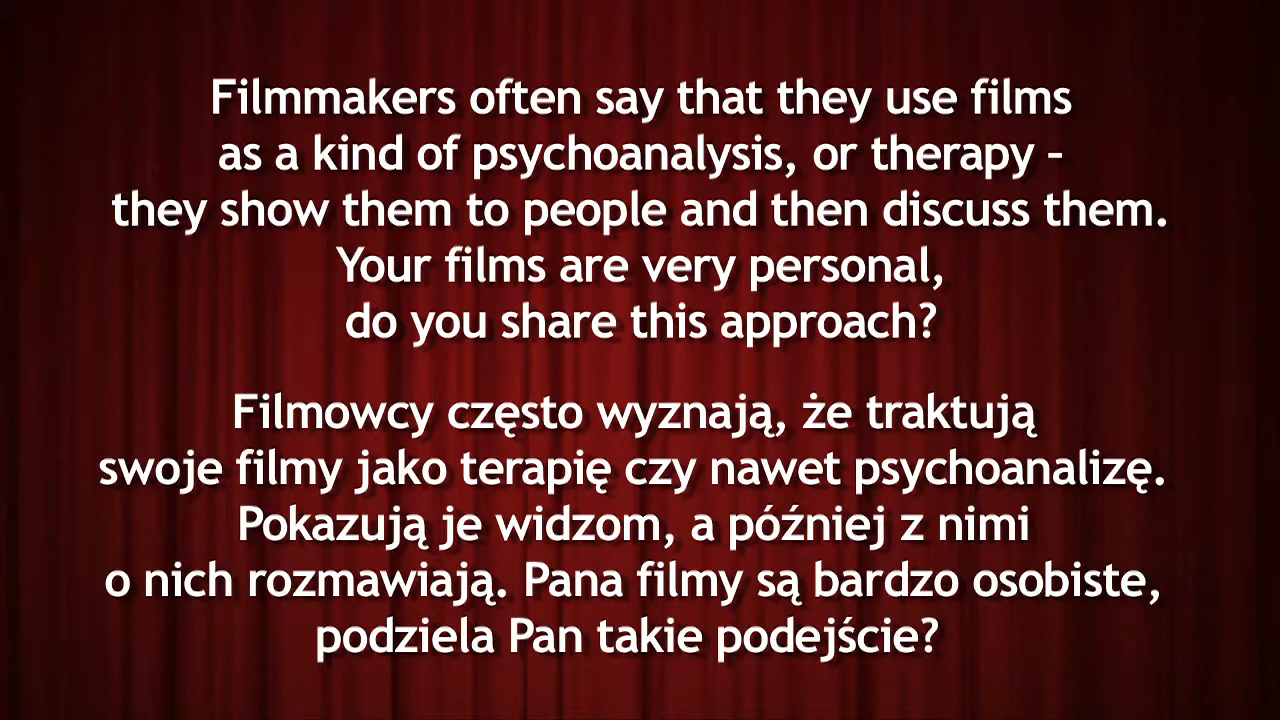 Filmmakers often say that they use films
as a kind of psychoanalysis, or therapy –
they show them to people and then discuss them.
Your films are very personal,
do you share this approach?
Filmowcy często wyznają, że traktują
swoje filmy jako terapię czy nawet psychoanalizę.
Pokazują je widzom, a później z nimi
o nich rozmawiają. Pana filmy są bardzo osobiste,
podziela Pan takie podejście?